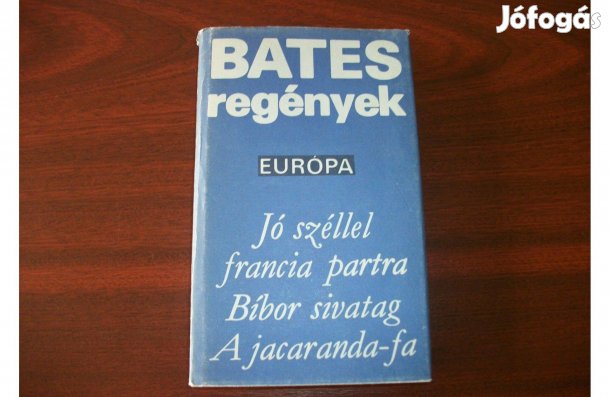 Jófogás
BATES
regények
EURÓPA
Jó széllel
francia partra
Bíbor sivatag
A jacaranda-fa